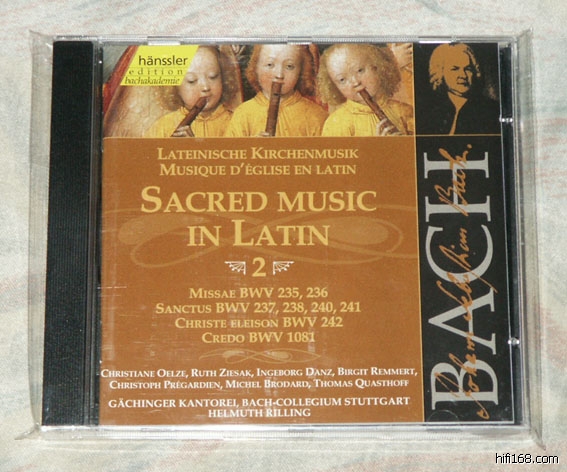 hänssler
edition
bachakademie
LATEINISCHE KIRCHENMUSIK
MUSIQUE D'ÉGLISE EN LATIN
SACRED MUSIC
IN LATIN
2
MISSAE BWV 235, 236
SANCTUS BWV 237, 238, 240, 241
CHRISTE ELEISON BWV 242
CREDO BWV 1081
CHRISTIANE OELZE, RUTH ZIESAK, INGEBORG DANZ, BIRGIT REMMERT,
CHRISTOPH PRÉGARDIEN, MICHEL BRODARD, THOMAS QUASTHOFF
GÄCHINGER KANTOREI, BACH-COLLEGIUM STUTTGART
HELMUTH RILLING
BACH
hifi168.com